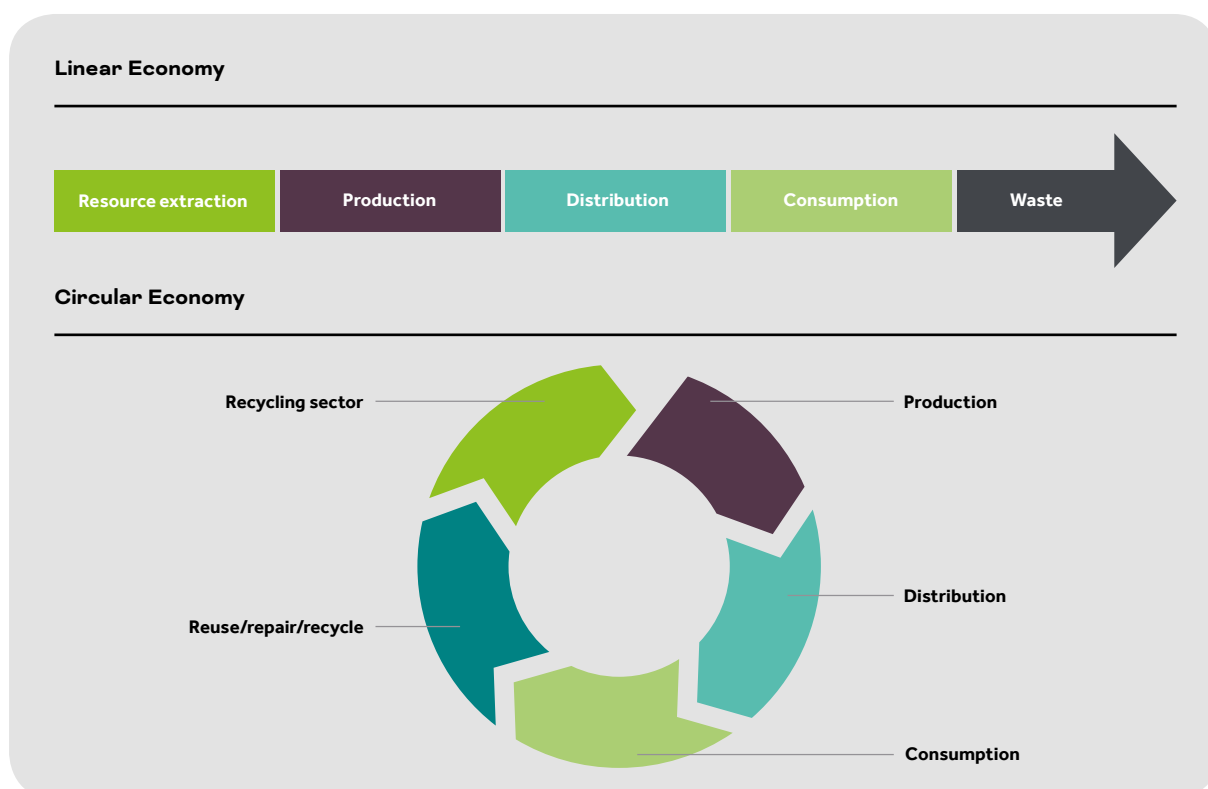 Linear Economy
Resource extraction
Production
Distribution
Consumption
Waste
Circular Economy
Recycling sector
Production
Distribution
Reuse/repair/recycle
Consumption